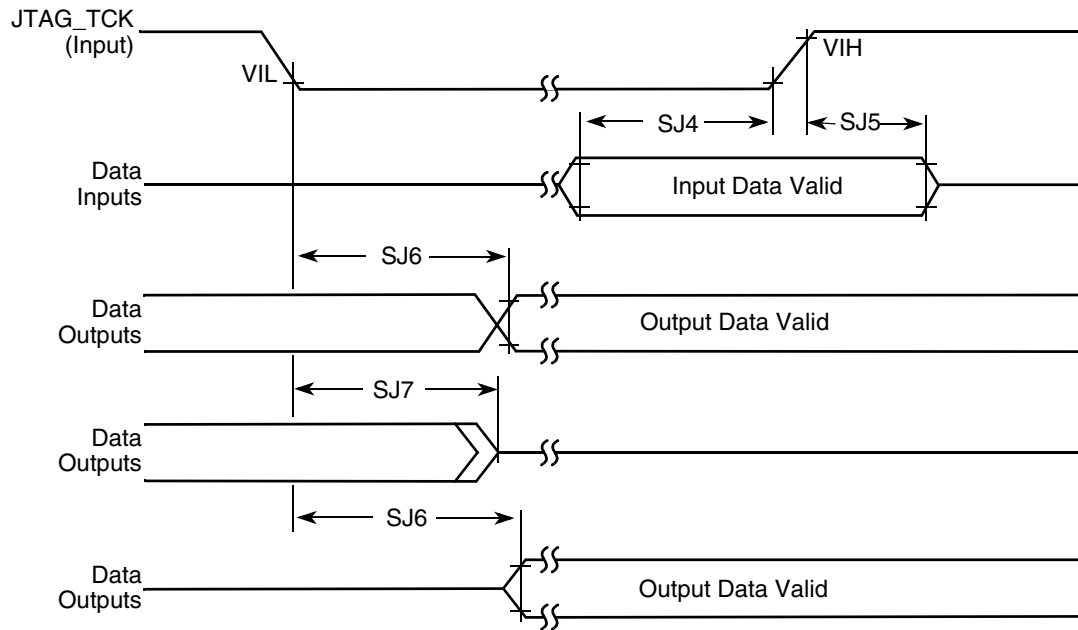 JTAG_TCK
(Input)
VIL
VIH
SJ4
SJ5
Data
Inputs
Input Data Valid
SJ6
Data
Outputs
Output Data Valid
SJ7
Data
Outputs
SJ6
Data
Outputs
Output Data Valid